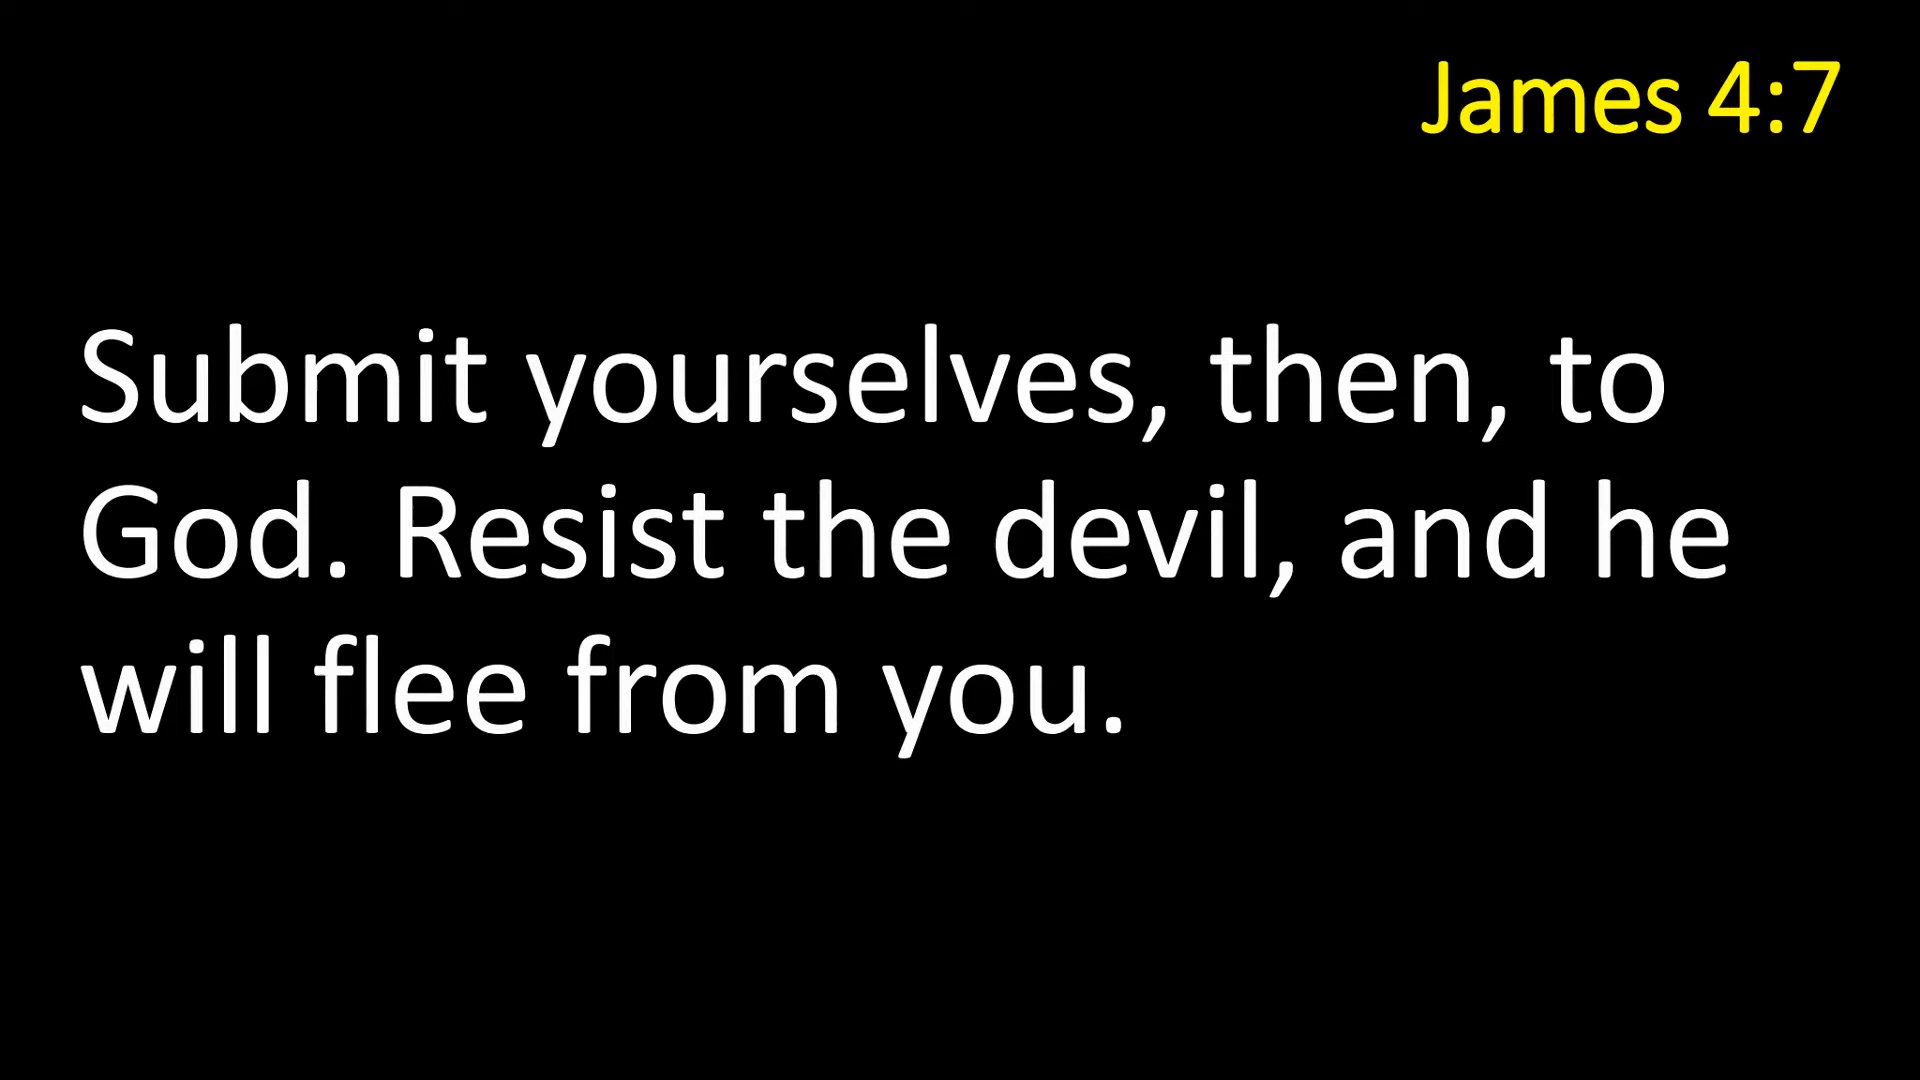 James 4:7
Submit yourselves, then, to
God. Resist the devil, and he
will flee from you.